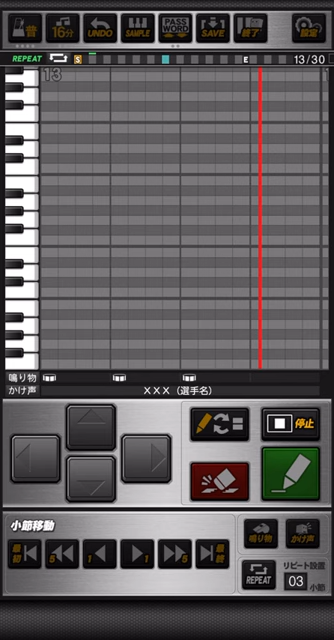 音 16分 UNDO SAMPLE PASS WORD SAVE 終了 設定
REPEAT S E 13/30
13
鳴り物
かけ声 XXX (選手名)
停止
小節移動
最初 5 1 1 5 最終
鳴り物 かけ声
リピート設置
REPEAT 03 小節